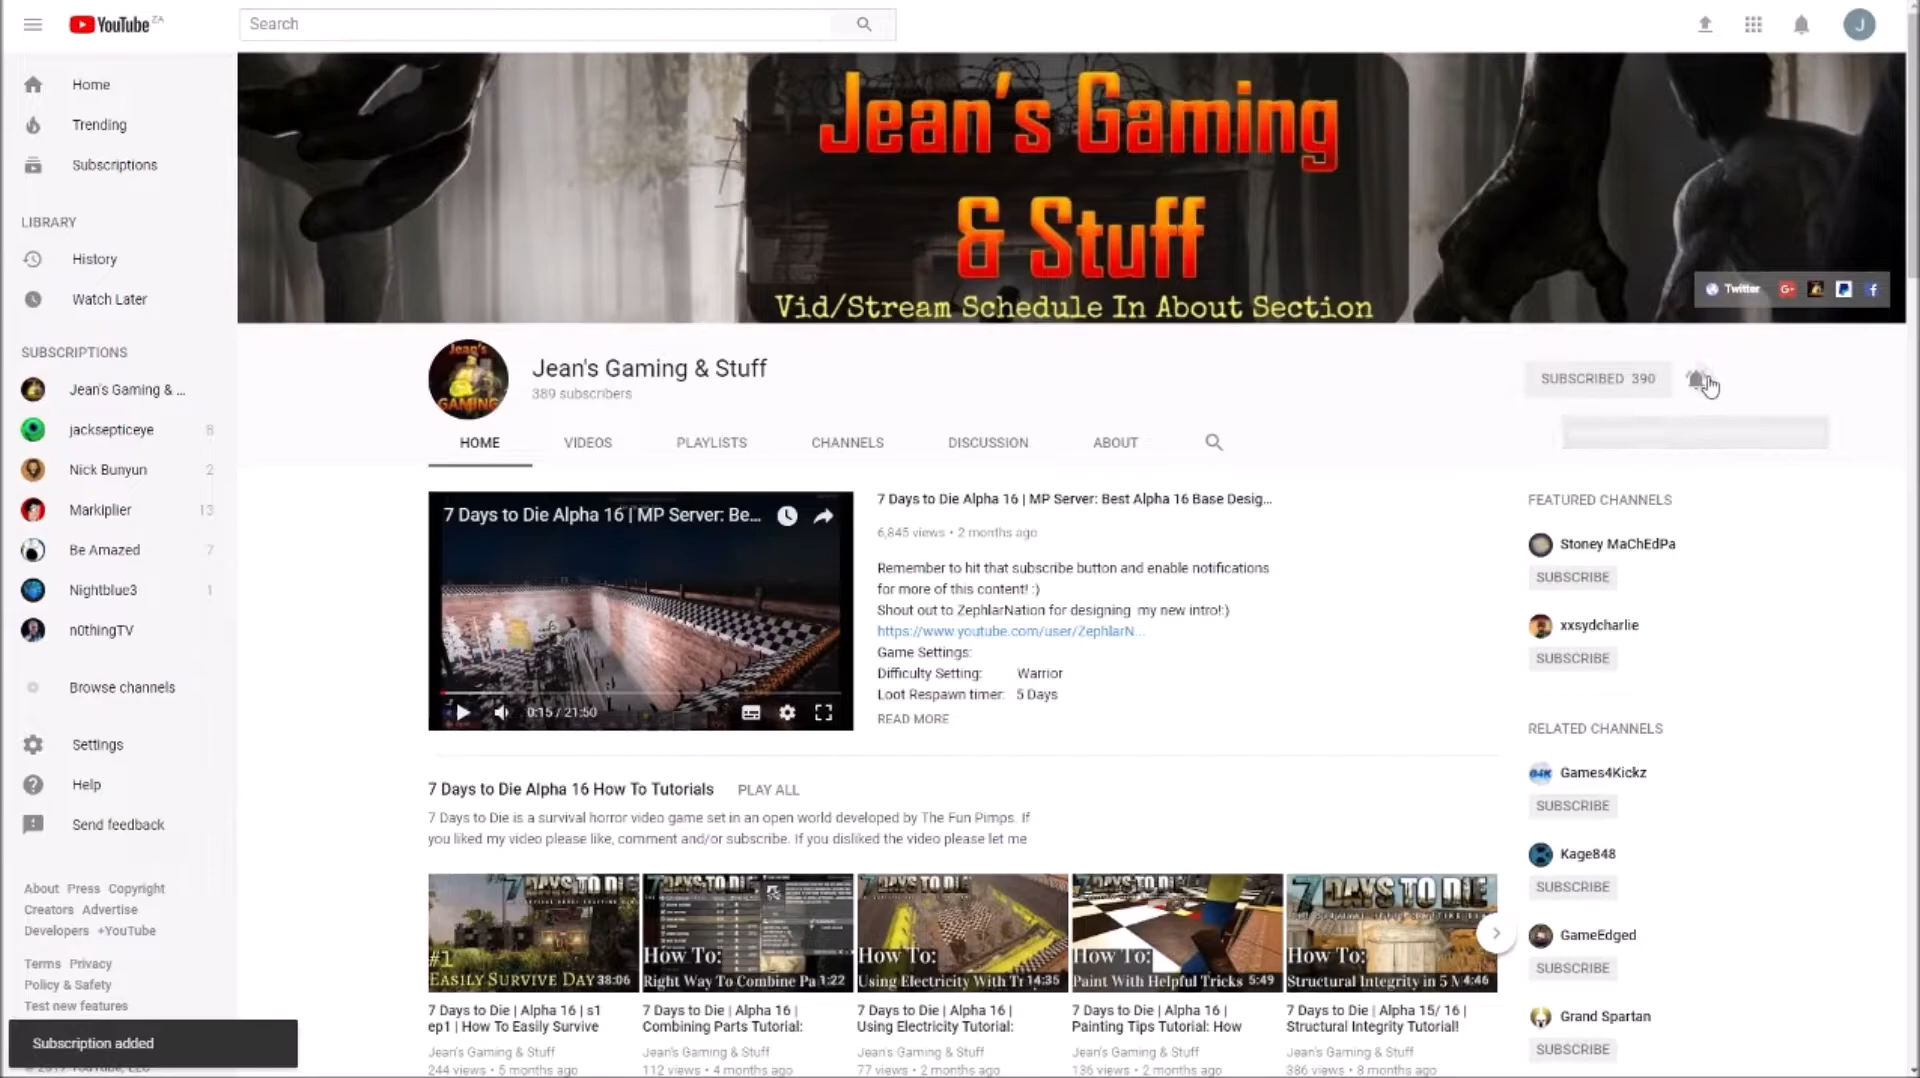 YouTube ZA
Search
Home
Trending
Subscriptions
LIBRARY
History
Watch Later
SUBSCRIPTIONS
Jean's Gaming & ...
jacksepticeye 8
Nick Bunyun 2
Markiplier 13
Be Amazed 7
Nightblue3 1
n0thingTV
Browse channels
Settings
Help
Send feedback
About Press Copyright
Creators Advertise
Developers +YouTube
Terms Privacy
Policy & Safety
Test new features
Subscription added
Jean's Gaming
& Stuff
Vid/Stream Schedule In About Section
Twitter
Jean's
GAMING
Jean's Gaming & Stuff
389 subscribers
SUBSCRIBED 390
HOME VIDEOS PLAYLISTS CHANNELS DISCUSSION ABOUT
7 Days to Die Alpha 16 | MP Server: Be...
0:15 / 21:50
7 Days to Die Alpha 16 | MP Server: Best Alpha 16 Base Desig...
6,845 views • 2 months ago
Remember to hit that subscribe button and enable notifications
for more of this content! :)
Shout out to ZephlarNation for designing my new intro!:)
https://www.youtube.com/user/ZephlarN...
Game Settings:
Difficulty Setting: Warrior
Loot Respawn timer: 5 Days
READ MORE
7 Days to Die Alpha 16 How To Tutorials PLAY ALL
7 Days to Die is a survival horror video game set in an open world developed by The Fun Pimps. If
you liked my video please like, comment and/or subscribe. If you disliked the video please let me
7 DAYS TO DIE
#1
EASILY SURVIVE DAY 38:06
7 Days to Die | Alpha 16 | s1
ep1 | How To Easily Survive
Jean's Gaming & Stuff
244 views • 5 months ago
7 DAYS TO DIE
How To:
Right Way To Combine Pa 1:22
7 Days to Die | Alpha 16 |
Combining Parts Tutorial:
Jean's Gaming & Stuff
112 views • 4 months ago
7 DAYS TO DIE
How To:
Using Electricity With Tr 14:35
7 Days to Die | Alpha 16 |
Using Electricity Tutorial:
Jean's Gaming & Stuff
77 views • 2 months ago
7 DAYS TO DIE
How To:
Paint With Helpful Tricks 5:49
7 Days to Die | Alpha 16 |
Painting Tips Tutorial: How
Jean's Gaming & Stuff
136 views • 2 months ago
7 DAYS TO DIE
How To:
Structural Integrity in 5 M 4:46
7 Days to Die | Alpha 15/ 16 |
Structural Integrity Tutorial!
Jean's Gaming & Stuff
386 views • 8 months ago
FEATURED CHANNELS
Stoney MaChEdPa
SUBSCRIBE
xxsydcharlie
SUBSCRIBE
RELATED CHANNELS
Games4Kickz
SUBSCRIBE
Kage848
SUBSCRIBE
GameEdged
SUBSCRIBE
Grand Spartan
SUBSCRIBE